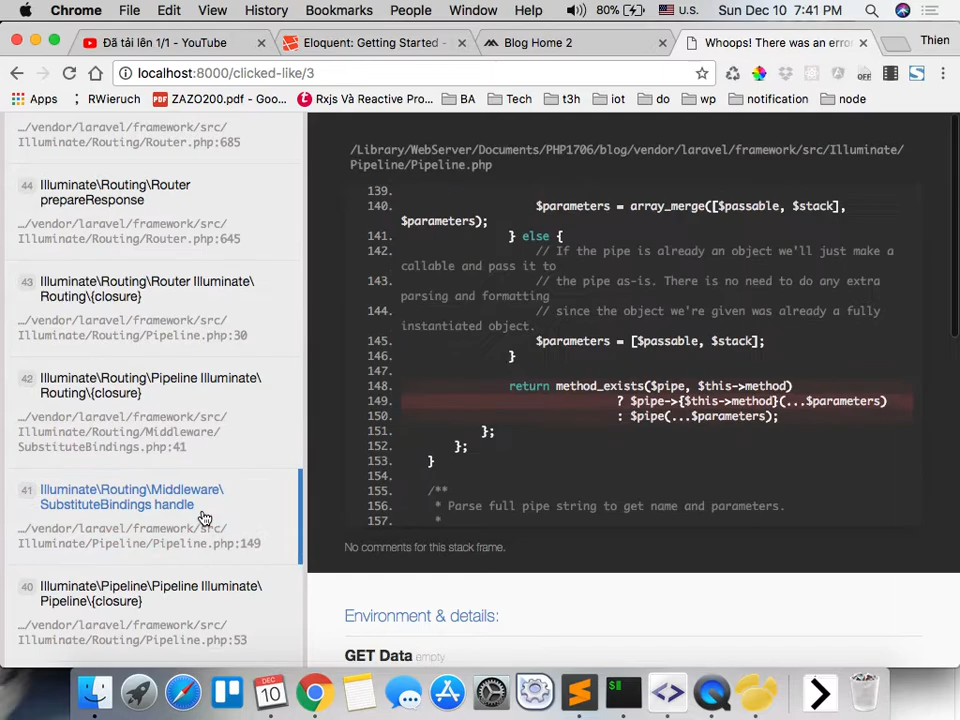 Chrome File Edit View History Bookmarks People Window Help 80% U.S. Sun Dec 10 7:41 PM
Đã tải lên 1/1 - YouTube
Eloquent: Getting Started -
Blog Home 2
Whoops! There was an error
Thien
localhost:8000/clicked-like/3
OFF
Apps
RWieruch
PDF ZAZO200.pdf - Goo...
Rxjs Và Reactive Pro...
BA
Tech
t3h
iot
do
wp
notification
node
…/vendor/laravel/framework/src/
Illuminate/Routing/Router.php:685
44 Illuminate\Routing\Router
prepareResponse
…/vendor/laravel/framework/src/
Illuminate/Routing/Router.php:645
43 Illuminate\Routing\Router Illuminate\
Routing\{closure}
…/vendor/laravel/framework/src/
Illuminate/Routing/Pipeline.php:30
42 Illuminate\Routing\Pipeline Illuminate\
Routing\{closure}
…/vendor/laravel/framework/src/
Illuminate/Routing/Middleware/
SubstituteBindings.php:41
41 Illuminate\Routing\Middleware\
SubstituteBindings handle
…/vendor/laravel/framework/src/
Illuminate/Pipeline/Pipeline.php:149
40 Illuminate\Pipeline\Pipeline Illuminate\
Pipeline\{closure}
…/vendor/laravel/framework/src/
Illuminate/Routing/Pipeline.php:53
/Library/WebServer/Documents/PHP1706/blog/vendor/laravel/framework/src/Illuminate/
Pipeline/Pipeline.php
139.
140. $parameters = array_merge([$passable, $stack],
$parameters);
141. } else {
142. // If the pipe is already an object we'll just make a
callable and pass it to
143. // the pipe as-is. There is no need to do any extra
parsing and formatting
144. // since the object we're given was already a fully
instantiated object.
145. $parameters = [$passable, $stack];
146. }
147.
148. return method_exists($pipe, $this->method)
149. ? $pipe->{$this->method}(...$parameters)
150. : $pipe(...$parameters);
151. };
152. };
153. }
154.
155. /**
156. * Parse full pipe string to get name and parameters.
157. *
No comments for this stack frame.
Environment & details:
GET Data empty
DEC
10